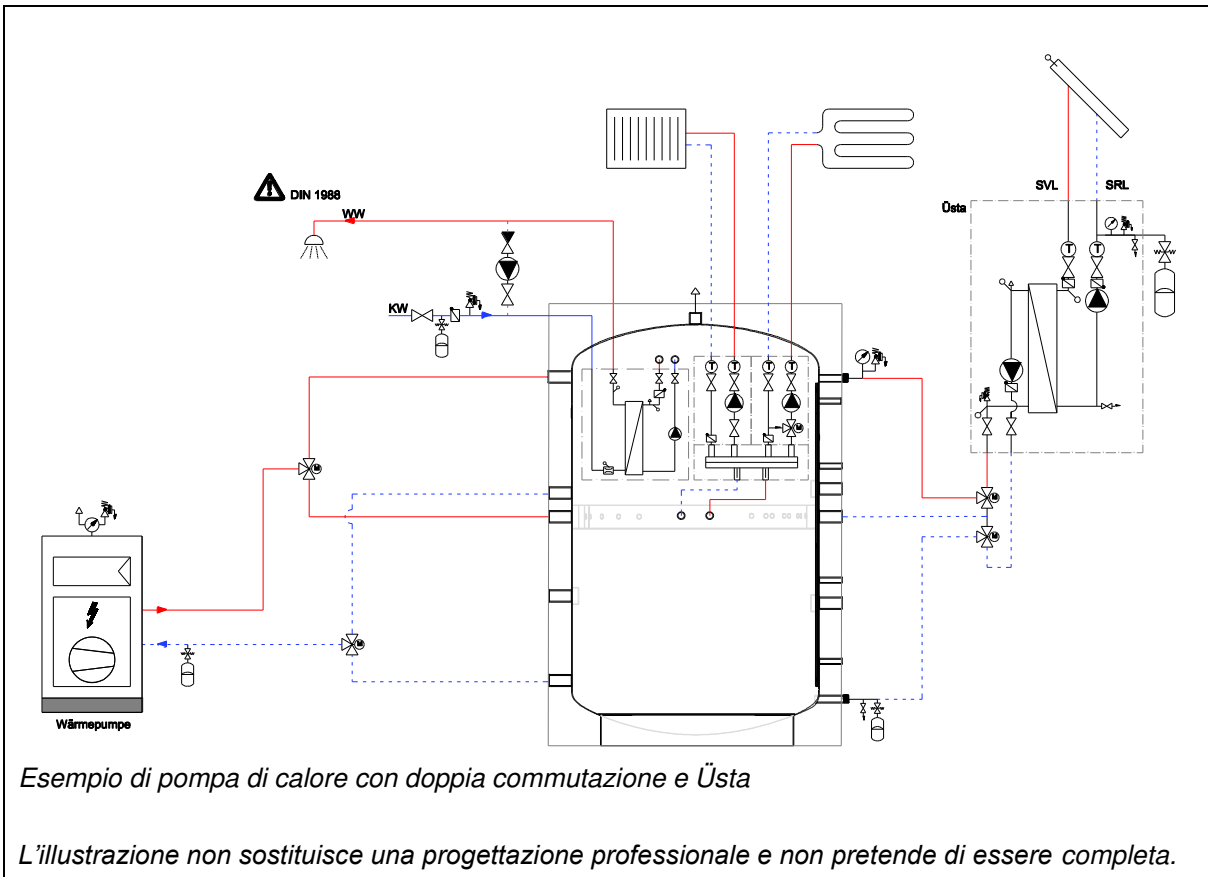 DIN 1988
WW
KW
SVL
SRL
Üsta
T
T
T
T
T
T
M
M
M
M
M
Wärmepumpe
Esempio di pompa di calore con doppia commutazione e Üsta
L'illustrazione non sostituisce una progettazione professionale e non pretende di essere completa.